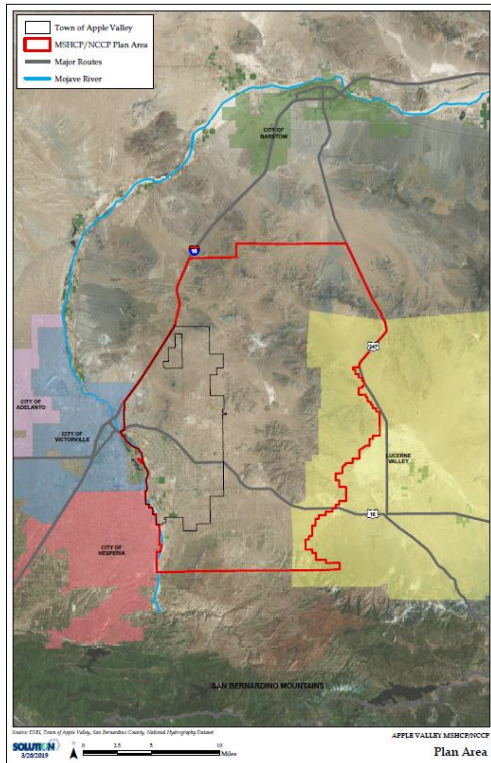 Town of Apple Valley
MSHCP/NCCP Plan Area
Major Routes
Mojave River
CITY OF
BARSTOW
15
247
CITY OF
ADELANTO
CITY OF
VICTORVILLE
LUCERNE
VALLEY
18
CITY OF
HESPERIA
SAN BERNARDINO MOUNTAINS
Source: ESRI, Town of Apple Valley, San Bernardino County, National Hydrography Dataset
APPLE VALLEY MSHCP/NCCP
SOLUTION
3/20/2019
0 2.5 5 10
Miles
Plan Area